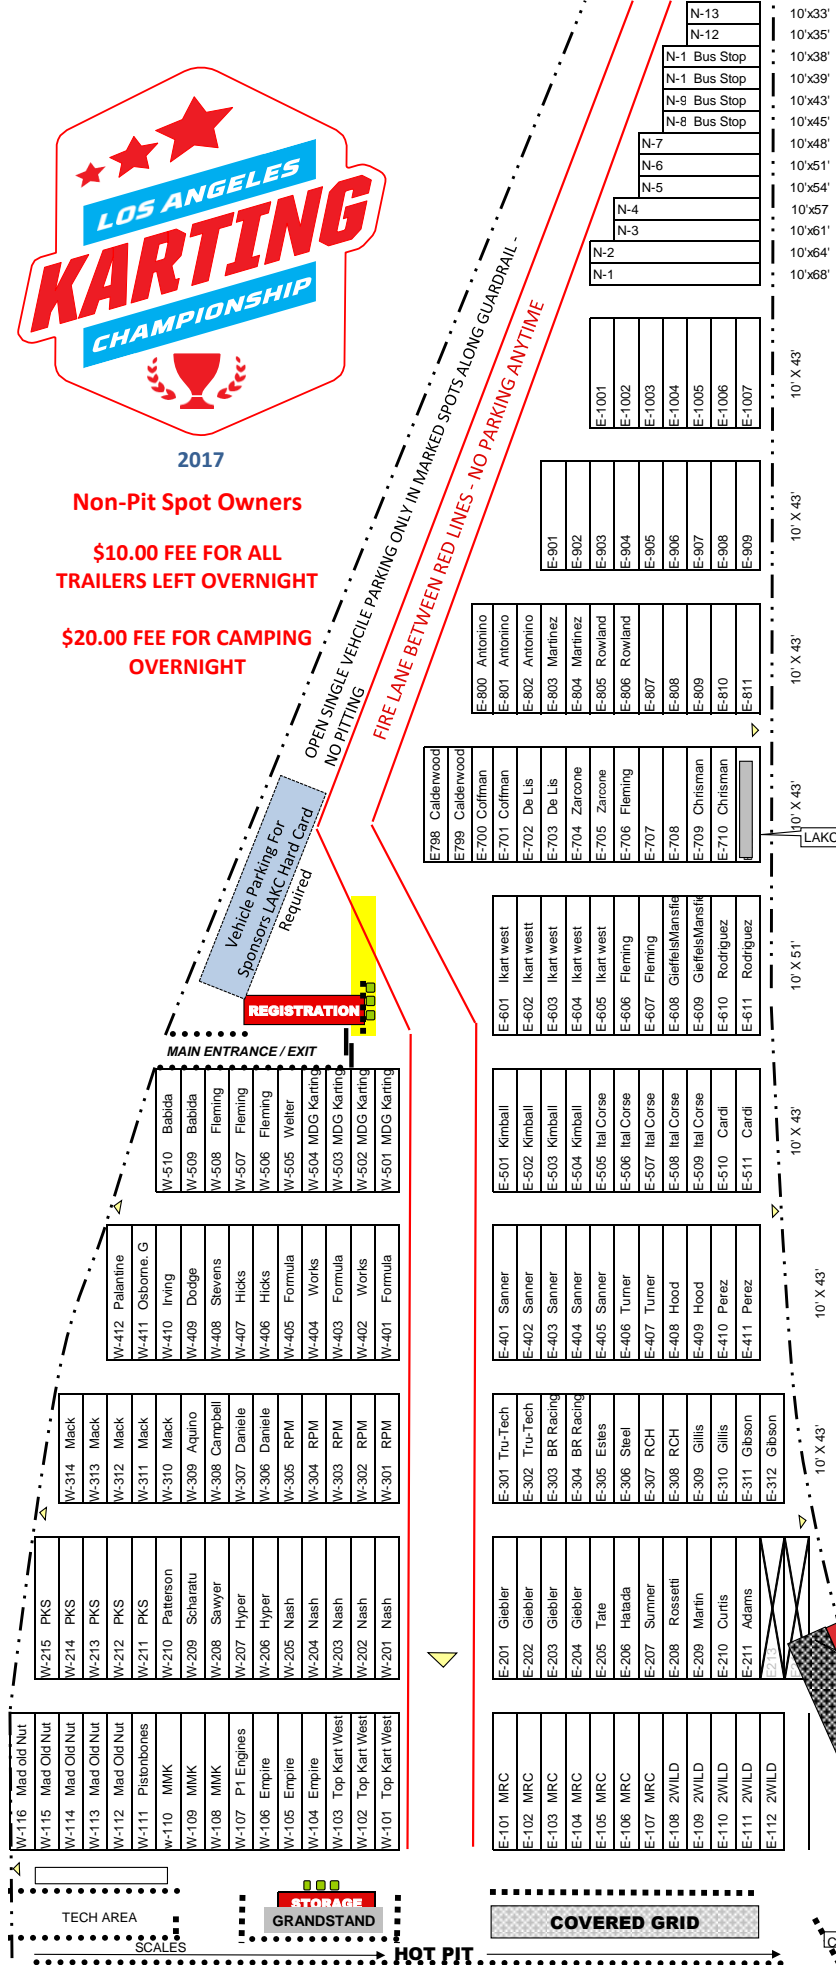 N-13 10'x33'
N-12 10'x35'
N-1 Bus Stop 10'x38'
N-1 Bus Stop 10'x39'
N-9 Bus Stop 10'x43'
N-8 Bus Stop 10'x45'
N-7 10'x48'
N-6 10'x51'
N-5 10'x54'
N-4 10'x57
N-3 10'x61'
N-2 10'x64'
N-1 10'x68'
LOS ANGELES
KARTING
CHAMPIONSHIP
2017
Non-Pit Spot Owners
$10.00 FEE FOR ALL
TRAILERS LEFT OVERNIGHT
$20.00 FEE FOR CAMPING
OVERNIGHT
OPEN SINGLE VEHCILE PARKING ONLY IN MARKED SPOTS ALONG GUARDRAIL -
NO PITTING
FIRE LANE BETWEEN RED LINES - NO PARKING ANYTIME
E-1001
E-1002
E-1003
E-1004
E-1005
E-1006
E-1007
10' X 43'
E-901
E-902
E-903
E-904
E-905
E-906
E-907
E-908
E-909
10' X 43'
E-800 Antonino
E-801 Antonino
E-802 Antonino
E-803 Martinez
E-804 Martinez
E-805 Rowland
E-806 Rowland
E-807
E-808
E-809
E-810
E-811
10' X 43'
E798 Calderwood
E799 Calderwood
E-700 Coffman
E-701 Coffman
E-702 De Lis
E-703 De Lis
E-704 Zarcone
E-705 Zarcone
E-706 Fleming
E-707
E-708
E-709 Chrisman
E-710 Chrisman
10' X 43'
LAKC
Vehicle Parking For
Sponsors LAKC Hard Card
Required
E-601 Ikart west
E-602 Ikart westt
E-603 Ikart west
E-604 Ikart west
E-605 Ikart west
E-606 Fleming
E-607 Fleming
E-608 GieffelsMansfie
E-609 GieffelsMansfie
E-610 Rodriguez
E-611 Rodriguez
10' X 51'
REGISTRATION
MAIN ENTRANCE / EXIT
W-510 Babida
W-509 Babida
W-508 Fleming
W-507 Fleming
W-506 Fleming
W-505 Welter
W-504 MDG Karting
W-503 MDG Karting
W-502 MDG Karting
W-501 MDG Karting
E-501 Kimball
E-502 Kimball
E-503 Kimball
E-504 Kimball
E-505 Ital Corse
E-506 Ital Corse
E-507 Ital Corse
E-508 Ital Corse
E-509 Ital Corse
E-510 Cardi
E-511 Cardi
10' X 43'
W-412 Palantine
W-411 Osborne. G
W-410 Irving
W-409 Dodge
W-408 Stevens
W-407 Hicks
W-406 Hicks
W-405 Formula
W-404 Works
W-403 Formula
W-402 Works
W-401 Formula
E-401 Sanner
E-402 Sanner
E-403 Sanner
E-404 Sanner
E-405 Sanner
E-406 Turner
E-407 Turner
E-408 Hood
E-409 Hood
E-410 Perez
E-411 Perez
10' X 43'
W-314 Mack
W-313 Mack
W-312 Mack
W-311 Mack
W-310 Mack
W-309 Aquino
W-308 Campbell
W-307 Daniele
W-306 Daniele
W-305 RPM
W-304 RPM
W-303 RPM
W-302 RPM
W-301 RPM
E-301 Tru-Tech
E-302 Tru-Tech
E-303 BR Racing
E-304 BR Racing
E-305 Estes
E-306 Steel
E-307 RCH
E-308 RCH
E-309 Gillis
E-310 Gillis
E-311 Gibson
E-312 Gibson
10' X 43'
W-215 PKS
W-214 PKS
W-213 PKS
W-212 PKS
W-211 PKS
W-210 Patterson
W-209 Scharatu
W-208 Sawyer
W-207 Hyper
W-206 Hyper
W-205 Nash
W-204 Nash
W-203 Nash
W-202 Nash
W-201 Nash
E-201 Giebler
E-202 Giebler
E-203 Giebler
E-204 Giebler
E-205 Tate
E-206 Hatada
E-207 Sumner
E-208 Rossetti
E-209 Martin
E-210 Curtis
E-211 Adams
E213
W-116 Mad old Nut
W-115 Mad Old Nut
W-114 Mad Old Nut
W-113 Mad Old Nut
W-112 Mad Old Nut
W-111 Pistonbones
w-110 MMK
W-109 MMK
W-108 MMK
W-107 P1 Engines
W-106 Empire
W-105 Empire
W-104 Empire
W-103 Top Kart West
W-102 Top Kart West
W-101 Top Kart West
E-101 MRC
E-102 MRC
E-103 MRC
E-104 MRC
E-105 MRC
E-106 MRC
E-107 MRC
E-108 2WILD
E-109 2WILD
E-110 2WILD
E-111 2WILD
E-112 2WILD
TECH AREA
STORAGE
GRANDSTAND
COVERED GRID
SCALES
HOT PIT